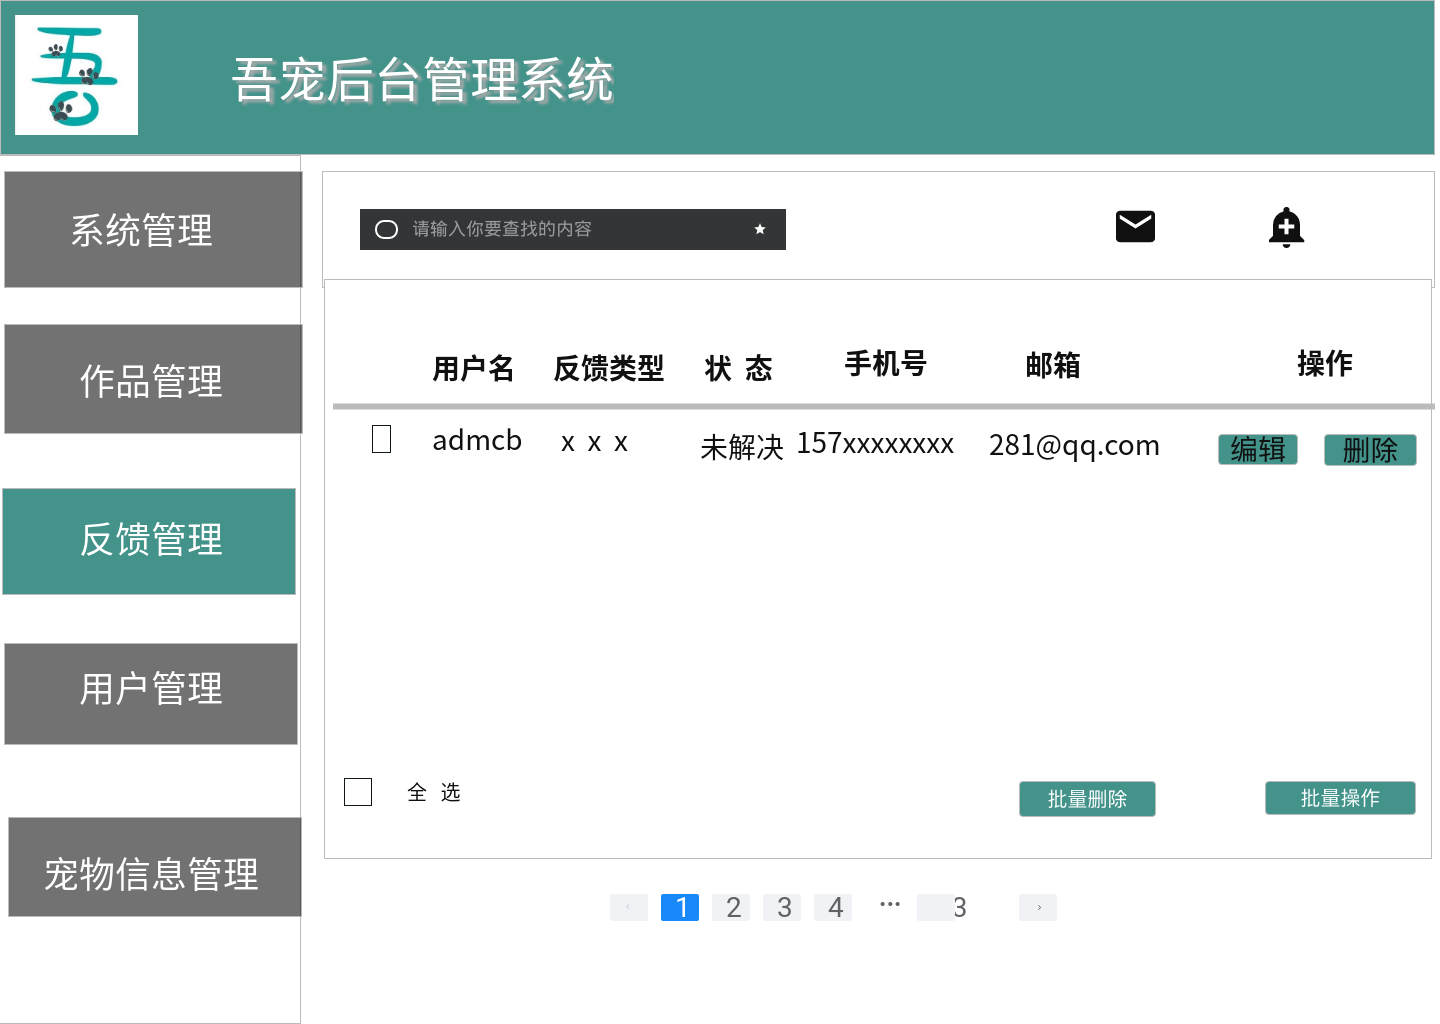 吾
吾宠后台管理系统
系统管理
作品管理
反馈管理
用户管理
宠物信息管理
请输入你要查找的内容
用户名 反馈类型 状 态 手机号 邮箱 操作
admcb x x x 未解决 157xxxxxxxx 281@qq.com 编辑 删除
全 选 批量删除 批量操作
‹ 1 2 3 4 ··· 3 ›